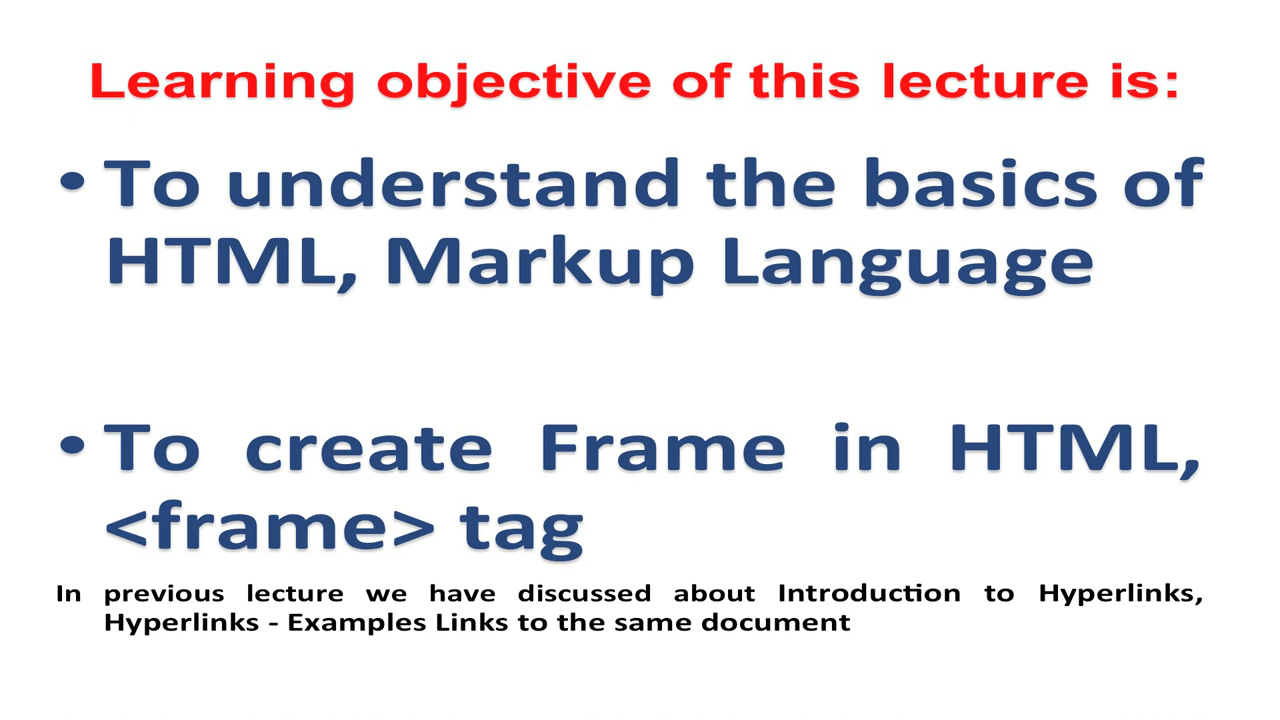 Learning objective of this lecture is:
• To understand the basics of
HTML, Markup Language
• To create Frame in HTML,
<frame> tag
In previous lecture we have discussed about Introduction to Hyperlinks,
Hyperlinks - Examples Links to the same document